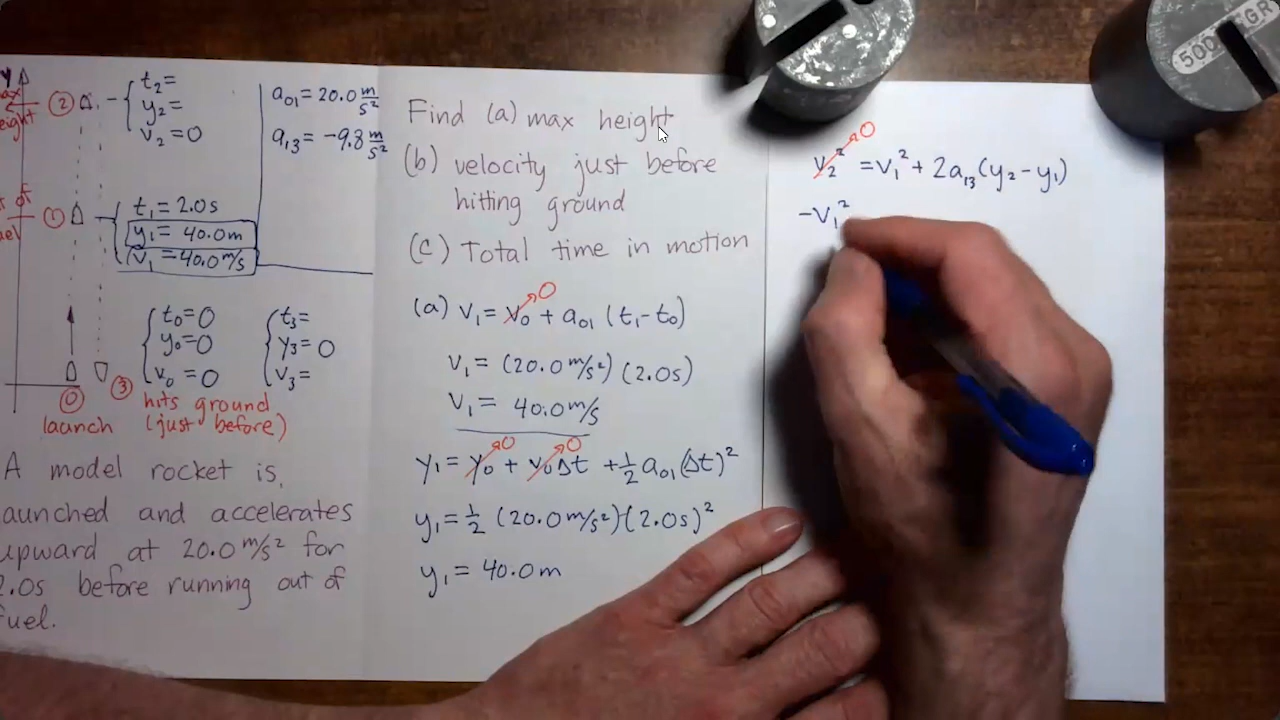 y
② – { t₂ =
y₂ =
v₂ = 0
a₀₁ = 20.0 m/s²
a₁₃ = -9.8 m/s²
①
t₁ = 2.0s
y₁ = 40.0m
v₁ = 40.0 m/s
t₀ = 0
y₀ = 0
v₀ = 0
t₃ =
y₃ = 0
v₃ =
⓪ ③ hits ground
launch (just before)
A model rocket is
aunched and accelerates
upward at 20.0 m/s² for
2.0s before running out of
fuel.
Find (a) max height
(b) velocity just before
hitting ground
(c) Total time in motion
(a) v₁ = v₀ → 0 + a₀₁ (t₁ - t₀)
v₁ = (20.0 m/s²)(2.0s)
v₁ = 40.0 m/s
y₁ = y₀ → 0 + v₀Δt → 0 + ½ a₀₁(Δt)²
y₁ = ½ (20.0 m/s²)(2.0s)²
y₁ = 40.0m
v₂² → 0 = v₁² + 2a₁₃(y₂ - y₁)
-v₁²